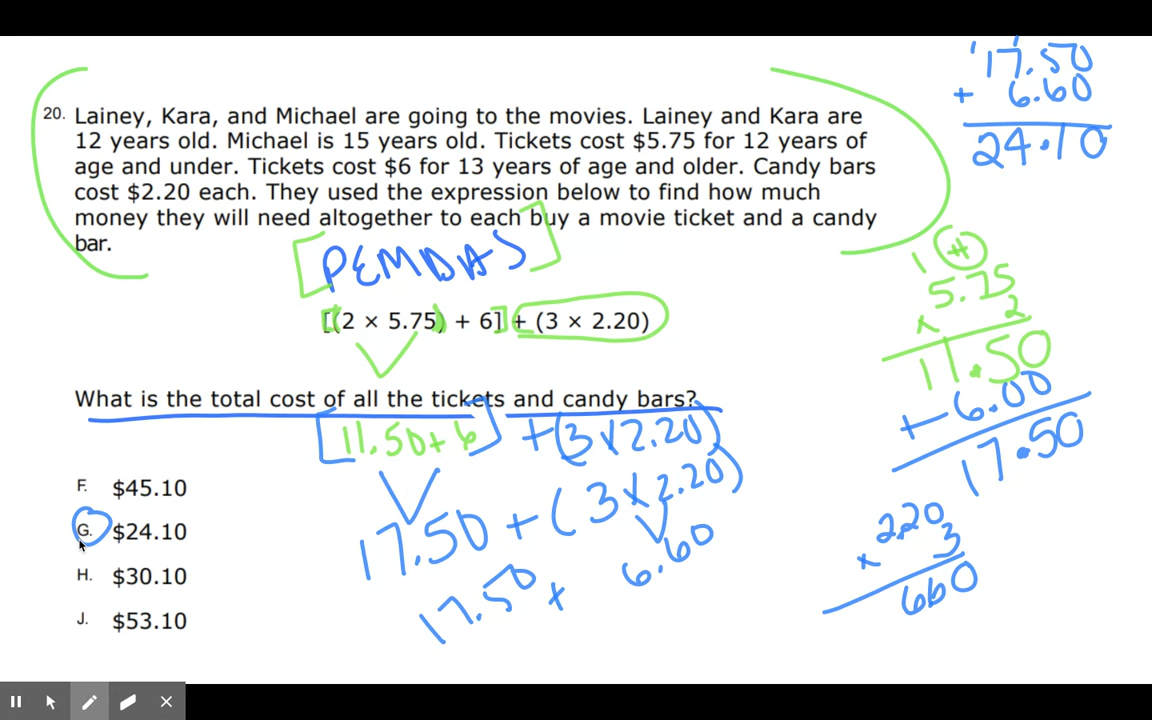 20. Lainey, Kara, and Michael are going to the movies. Lainey and Kara are
12 years old. Michael is 15 years old. Tickets cost $5.75 for 12 years of
age and under. Tickets cost $6 for 13 years of age and older. Candy bars
cost $2.20 each. They used the expression below to find how much
money they will need altogether to each buy a movie ticket and a candy
bar.
[PEMDAS]
[(2 × 5.75) + 6] + (3 × 2.20)
What is the total cost of all the tickets and candy bars?
[11.50+6] +(3×2.20)
17.50 + (3×2.20)
17.50 + 6.60
F. $45.10
G. $24.10
H. $30.10
J. $53.10
1 1
17.50
+ 6.60
24.10
1 #
5.75
× 2
11.50
+ 6.00
17.50
2.20
× 3
660